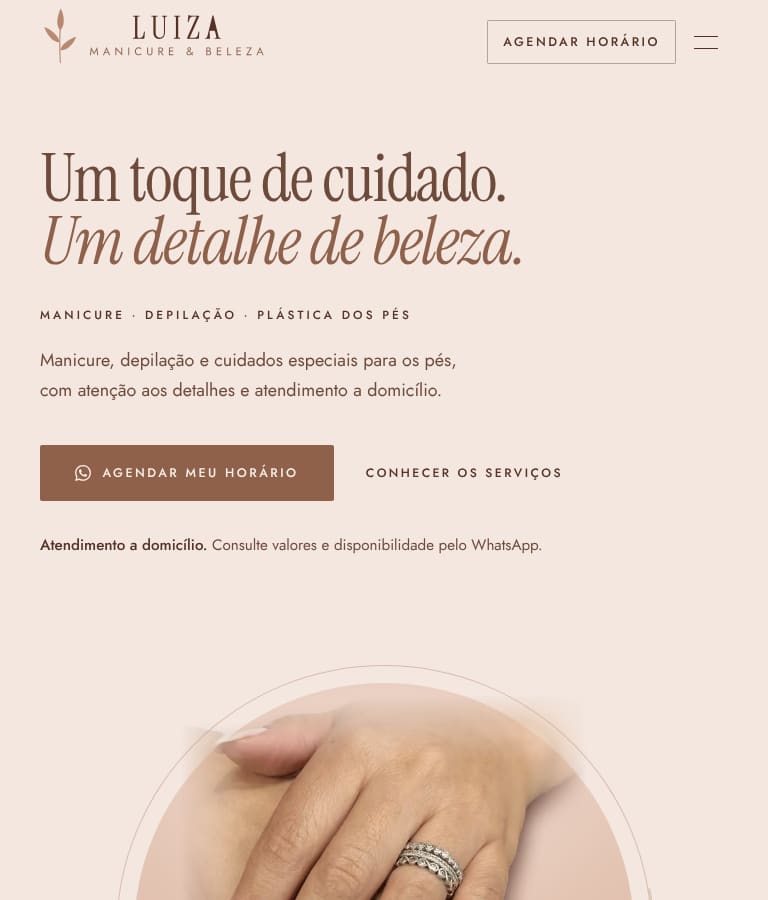 LUIZA
MANICURE & BELEZA
AGENDAR HORÁRIO
Um toque de cuidado.
Um detalhe de beleza.
MANICURE · DEPILAÇÃO · PLÁSTICA DOS PÉS
Manicure, depilação e cuidados especiais para os pés,
com atenção aos detalhes e atendimento a domicílio.
AGENDAR MEU HORÁRIO
CONHECER OS SERVIÇOS
Atendimento a domicílio. Consulte valores e disponibilidade pelo WhatsApp.